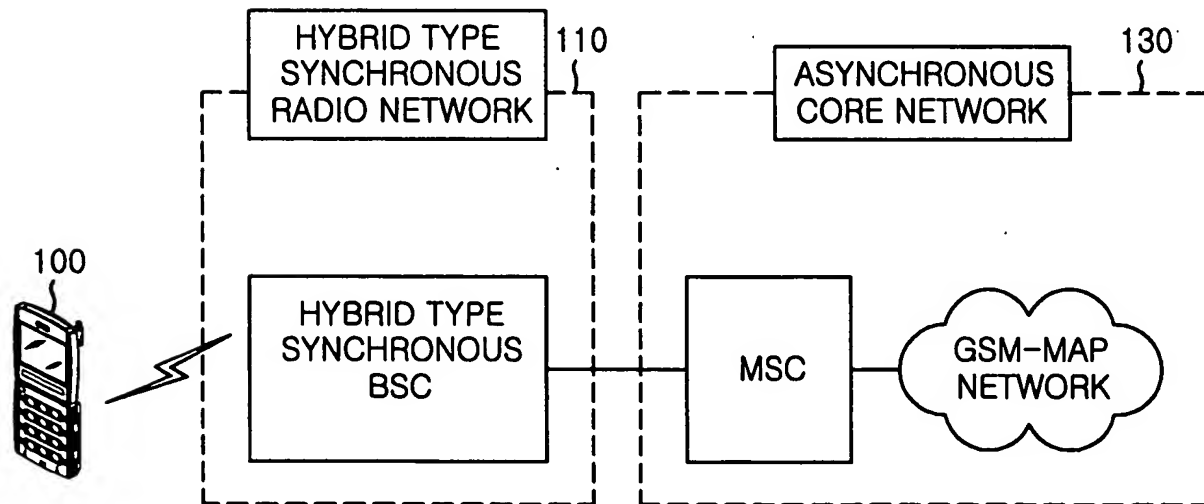 HYBRID TYPE
SYNCHRONOUS
RADIO NETWORK
110
ASYNCHRONOUS
CORE NETWORK
130
100
HYBRID TYPE
SYNCHRONOUS
BSC
MSC
GSM-MAP
NETWORK